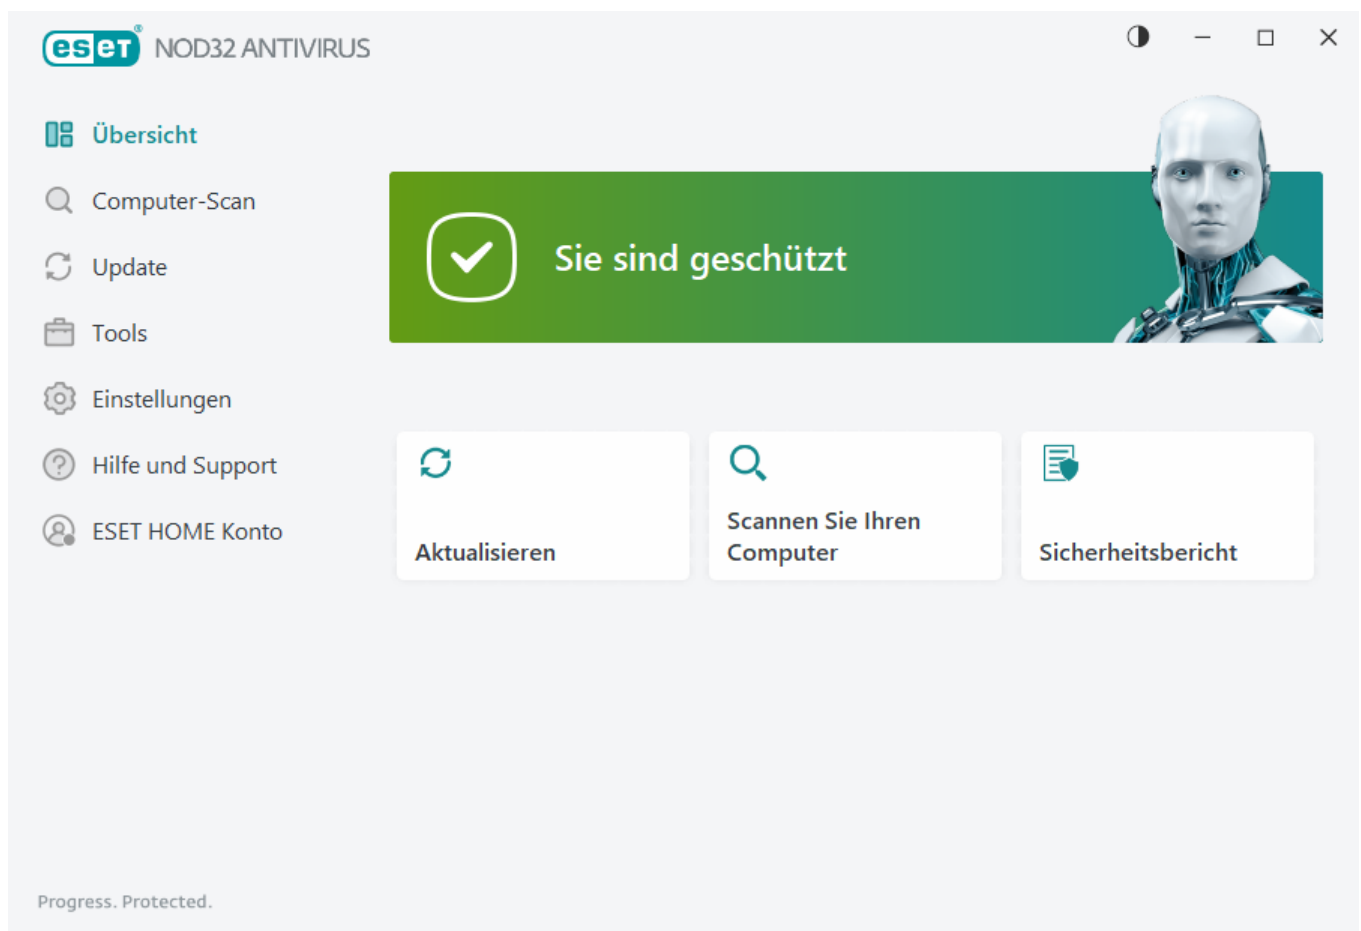 eset® NOD32 ANTIVIRUS
Übersicht
Computer-Scan
Update
Tools
Einstellungen
Hilfe und Support
ESET HOME Konto
Sie sind geschützt
Aktualisieren
Scannen Sie Ihren
Computer
Sicherheitsbericht
Progress. Protected.